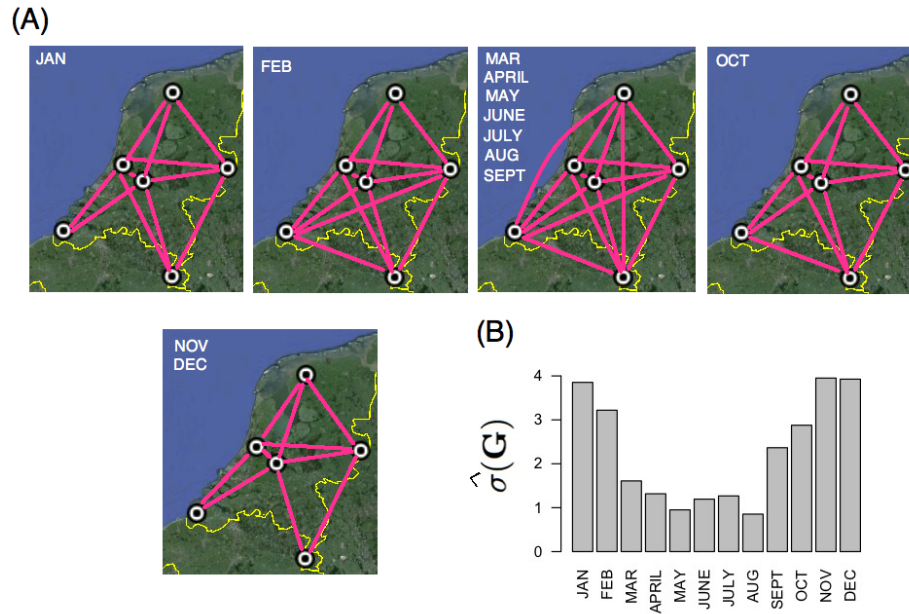 (A)
JAN
FEB
MAR
APRIL
MAY
JUNE
JULY
AUG
SEPT
OCT
NOV
DEC
(B)
σ̂(G)
4
3
2
1
0
JAN
FEB
MAR
APRIL
MAY
JUNE
JULY
AUG
SEPT
OCT
NOV
DEC